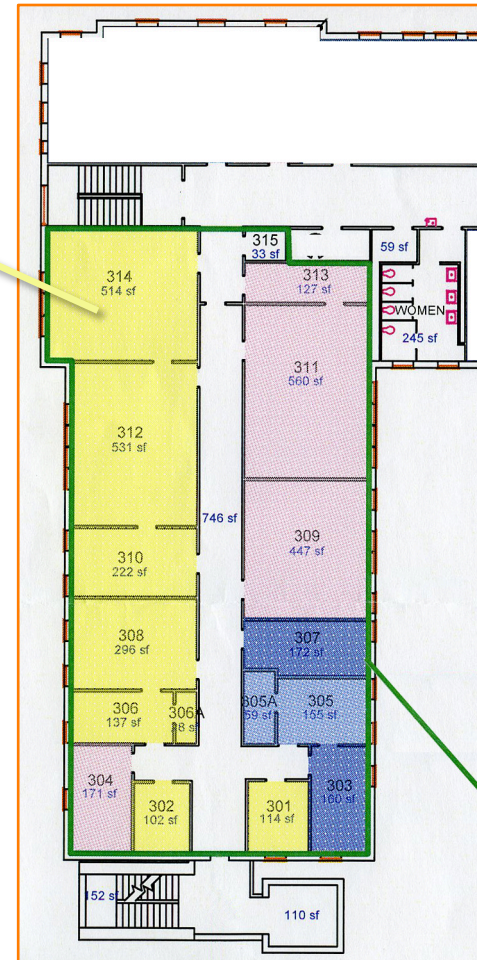 315
33 sf
59 sf
314
514 sf
313
127 sf
WOMEN
245 sf
311
560 sf
312
531 sf
746 sf
309
447 sf
310
222 sf
308
296 sf
307
172 sf
306
137 sf
306A
305A
59 sf
305
155 sf
304
171 sf
303
160 sf
302
102 sf
301
114 sf
152 sf
110 sf